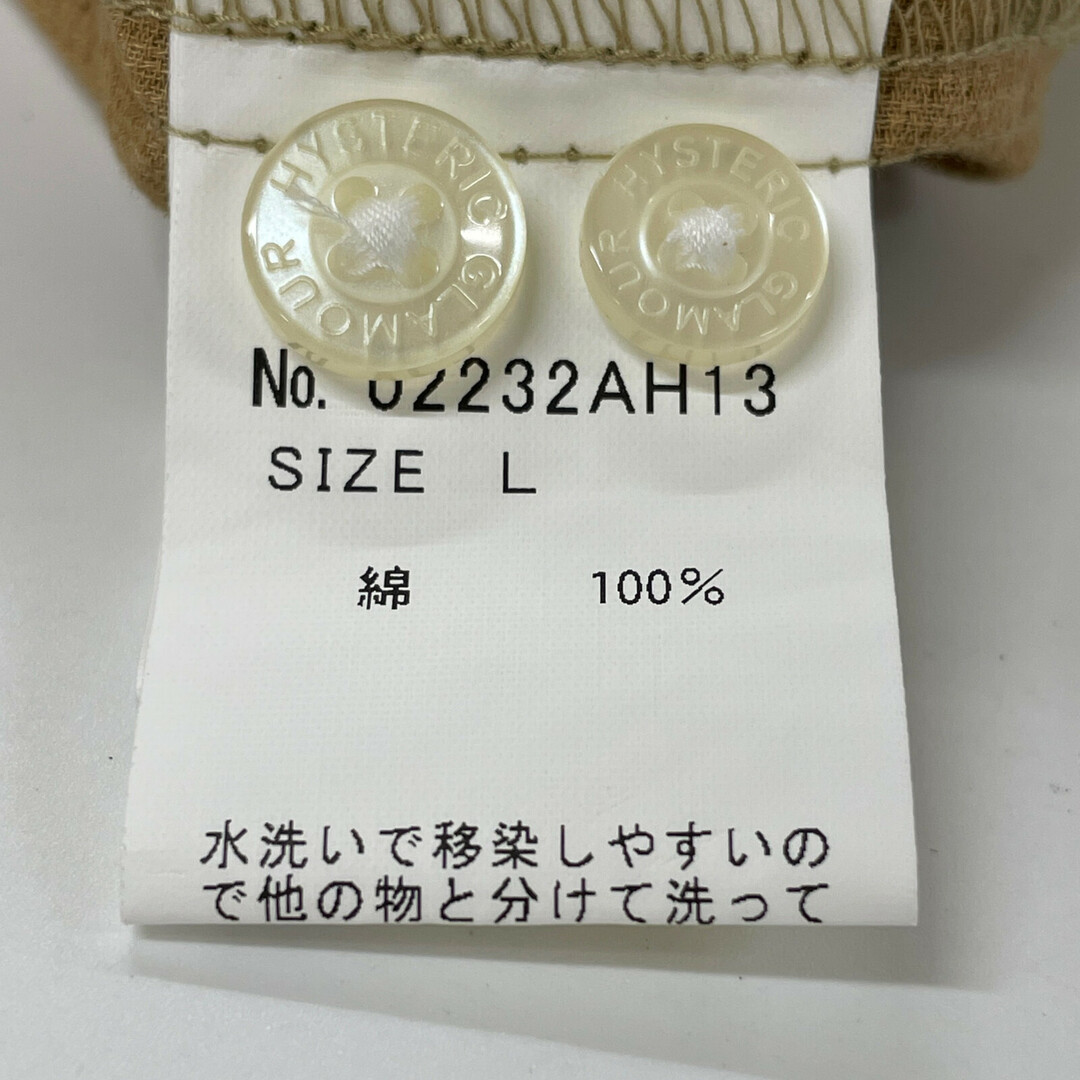 HYSTERIC GLAMOUR
HYSTERIC GLAMOUR
No. 02232AH13
SIZE L
綿 100%
水洗いで移染しやすいの
で他の物と分けて洗って